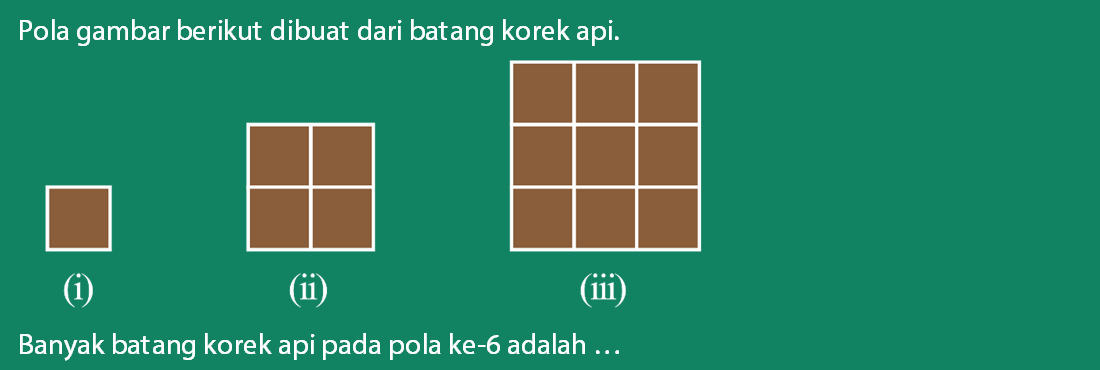 Pola gambar berikut dibuat dari batang korek api.
(i) (ii) (iii)
Banyak batang korek api pada pola ke-6 adalah ...